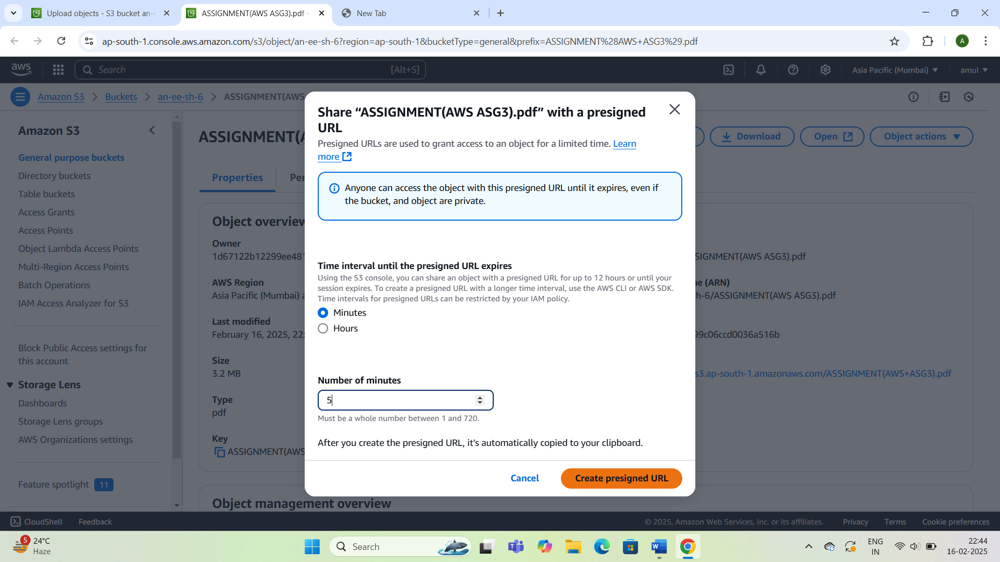 Upload objects - S3 bucket an-e
ASSIGNMENT(AWS ASG3).pdf -
New Tab
ap-south-1.console.aws.amazon.com/s3/object/an-ee-sh-6?region=ap-south-1&bucketType=general&prefix=ASSIGNMENT%28AWS+ASG3%29.pdf
A
aws
Search
[Alt+S]
Asia Pacific (Mumbai)
amul
Amazon S3
Buckets
an-ee-sh-6
ASSIGNMENT(AWS
Amazon S3
General purpose buckets
Directory buckets
Table buckets
Access Grants
Access Points
Object Lambda Access Points
Multi-Region Access Points
Batch Operations
IAM Access Analyzer for S3
Block Public Access settings for
this account
Storage Lens
Dashboards
Storage Lens groups
AWS Organizations settings
Feature spotlight 11
ASSIGNMENT(A
Download
Open
Object actions
Properties
Per
Object overview
Owner
1d67122b12299ee481
AWS Region
Asia Pacific (Mumbai) a
Last modified
February 16, 2025, 22:
Size
3.2 MB
Type
pdf
Key
ASSIGNMENT(AWS
SIGNMENT(AWS ASG3).pdf
ne (ARN)
h-6/ASSIGNMENT(AWS ASG3).pdf
99c06ccd0036a516b
s3.ap-south-1.amazonaws.com/ASSIGNMENT(AWS+ASG3).pdf
Object management overview
Share “ASSIGNMENT(AWS ASG3).pdf” with a presigned
URL
Presigned URLs are used to grant access to an object for a limited time. Learn
more
Anyone can access the object with this presigned URL until it expires, even if
the bucket, and object are private.
Time interval until the presigned URL expires
Using the S3 console, you can share an object with a presigned URL for up to 12 hours or until your
session expires. To create a presigned URL with a longer time interval, use the AWS CLI or AWS SDK.
Time intervals for presigned URLs can be restricted by your IAM policy.
Minutes
Hours
Number of minutes
5
Must be a whole number between 1 and 720.
After you create the presigned URL, it’s automatically copied to your clipboard.
Cancel
Create presigned URL
CloudShell
Feedback
© 2025, Amazon Web Services, Inc. or its affiliates.
Privacy
Terms
Cookie preferences
5
24°C
Haze
Search
ENG
IN
22:44
16-02-2025